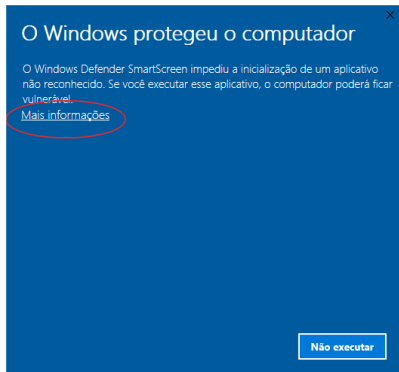 O Windows protegeu o computador
O Windows Defender SmartScreen impediu a inicialização de um aplicativo
não reconhecido. Se você executar esse aplicativo, o computador poderá ficar
vulnerável.
Mais informações
Não executar